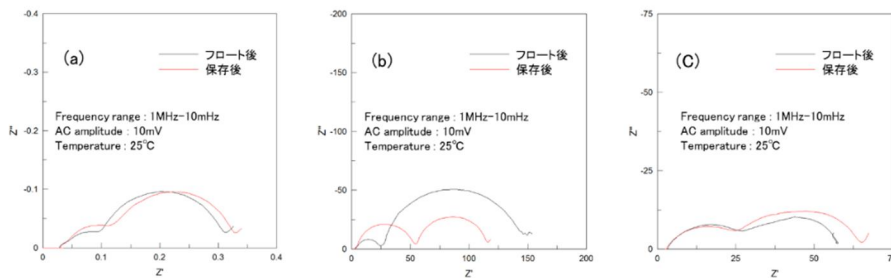 (a)
フロート後
保存後
Frequency range : 1MHz-10mHz
AC amplitude : 10mV
Temperature : 25°C
Z"
-0.4
-0.3
-0.2
-0.1
0
0
0.1
0.2
0.3
0.4
Z'
(b)
フロート後
保存後
Frequency range : 1MHz-10mHz
AC amplitude : 10mV
Temperature : 25°C
Z"
-200
-150
-100
-50
0
0
50
100
150
200
Z'
(C)
フロート後
保存後
Frequency range : 1MHz-10mHz
AC amplitude : 10mV
Temperature : 25°C
Z"
-75
-50
-25
0
0
25
50
Z'